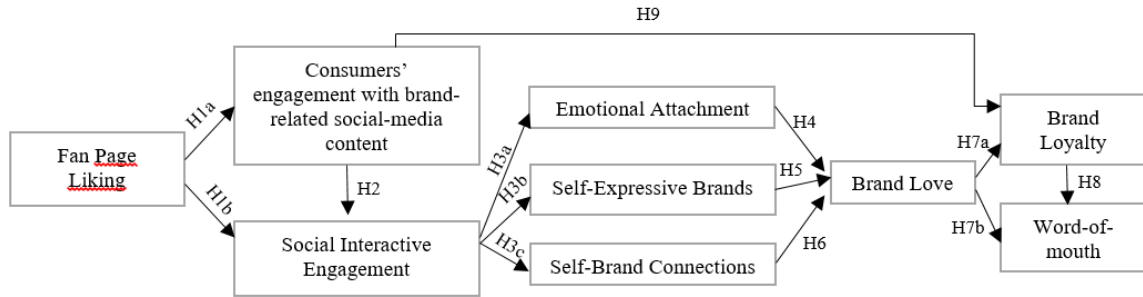 H9
Consumers’
engagement with brand-
related social-media
content
H1a
Fan Page
Liking
H1b
H2
Social Interactive
Engagement
H3a
H3b
H3c
Emotional Attachment
Self-Expressive Brands
Self-Brand Connections
H4
H5
H6
Brand Love
H7a
H7b
Brand
Loyalty
H8
Word-of-
mouth